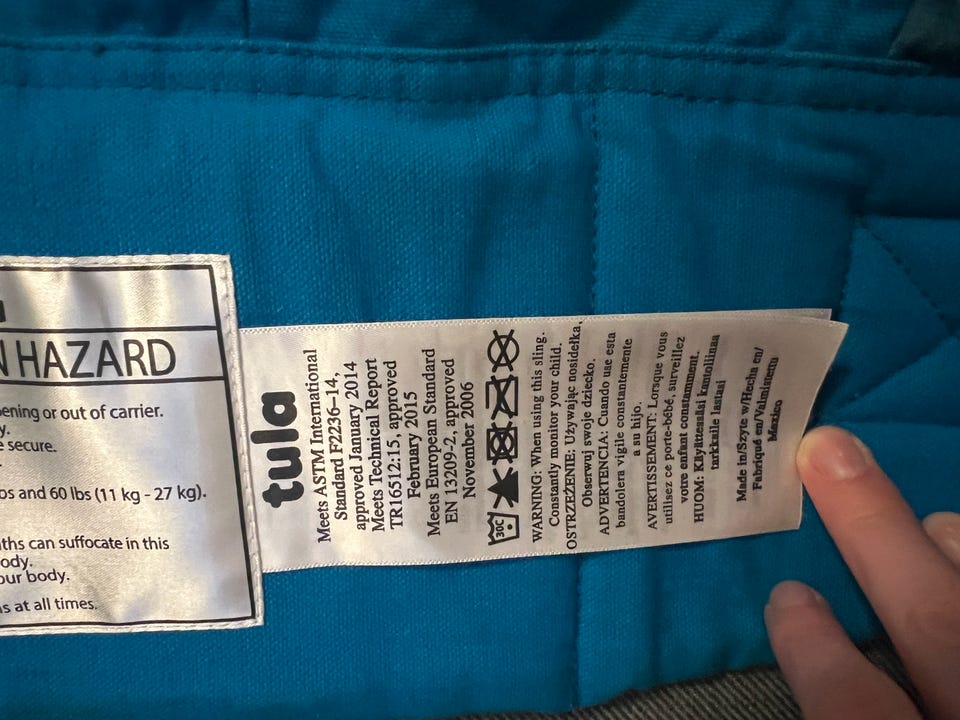 N HAZARD
ening or out of carrier.
y.
e secure.
os and 60 lbs (11 kg - 27 kg).
ths can suffocate in this
ody.
our body.
s at all times.
tula
Meets ASTM International
Standard F2236-14,
approved January 2014
Meets Technical Report
TR16512:15, approved
February 2015
Meets European Standard
EN 13209-2, approved
November 2006
30C
WARNING: When using this sling.
Constantly monitor your child.
OSTRZEŻENIE: Używając nosidełka,
Obserwuj swoje dziecko.
ADVERTENCIA: Cuando use esta
bandolera vigile constantemente
a su hijo.
AVERTISSEMENT: Lorsque vous
utilisez ce porte-bébé, surveillez
votre enfant constamment.
HUOM: Käyttäessäsi kantoliinaa
tarkkaile lastasi
Made in/Szyte w/Hecha en/
Fabriqué en/Valmistettu
Mexico